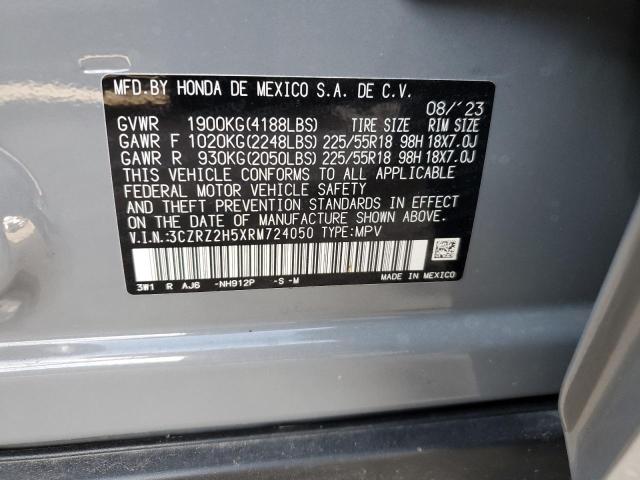 MFD.BY HONDA DE MEXICO S.A. DE C.V.
08/'23
GVWR 1900KG(4188LBS) TIRE SIZE RIM SIZE
GAWR F 1020KG(2248LBS) 225/55R18 98H 18X7.0J
GAWR R 930KG(2050LBS) 225/55R18 98H 18X7.0J
THIS VEHICLE CONFORMS TO ALL APPLICABLE
FEDERAL MOTOR VEHICLE SAFETY
AND THEFT PREVENTION STANDARDS
IN EFFECT ON THE DATE OF MANUFACTURE SHOWN ABOVE.
V.I.N:3CZRZ2H5XRM724050 TYPE:MPV
3W1 R AJ6 -NH912P -S -M MADE IN MEXICO